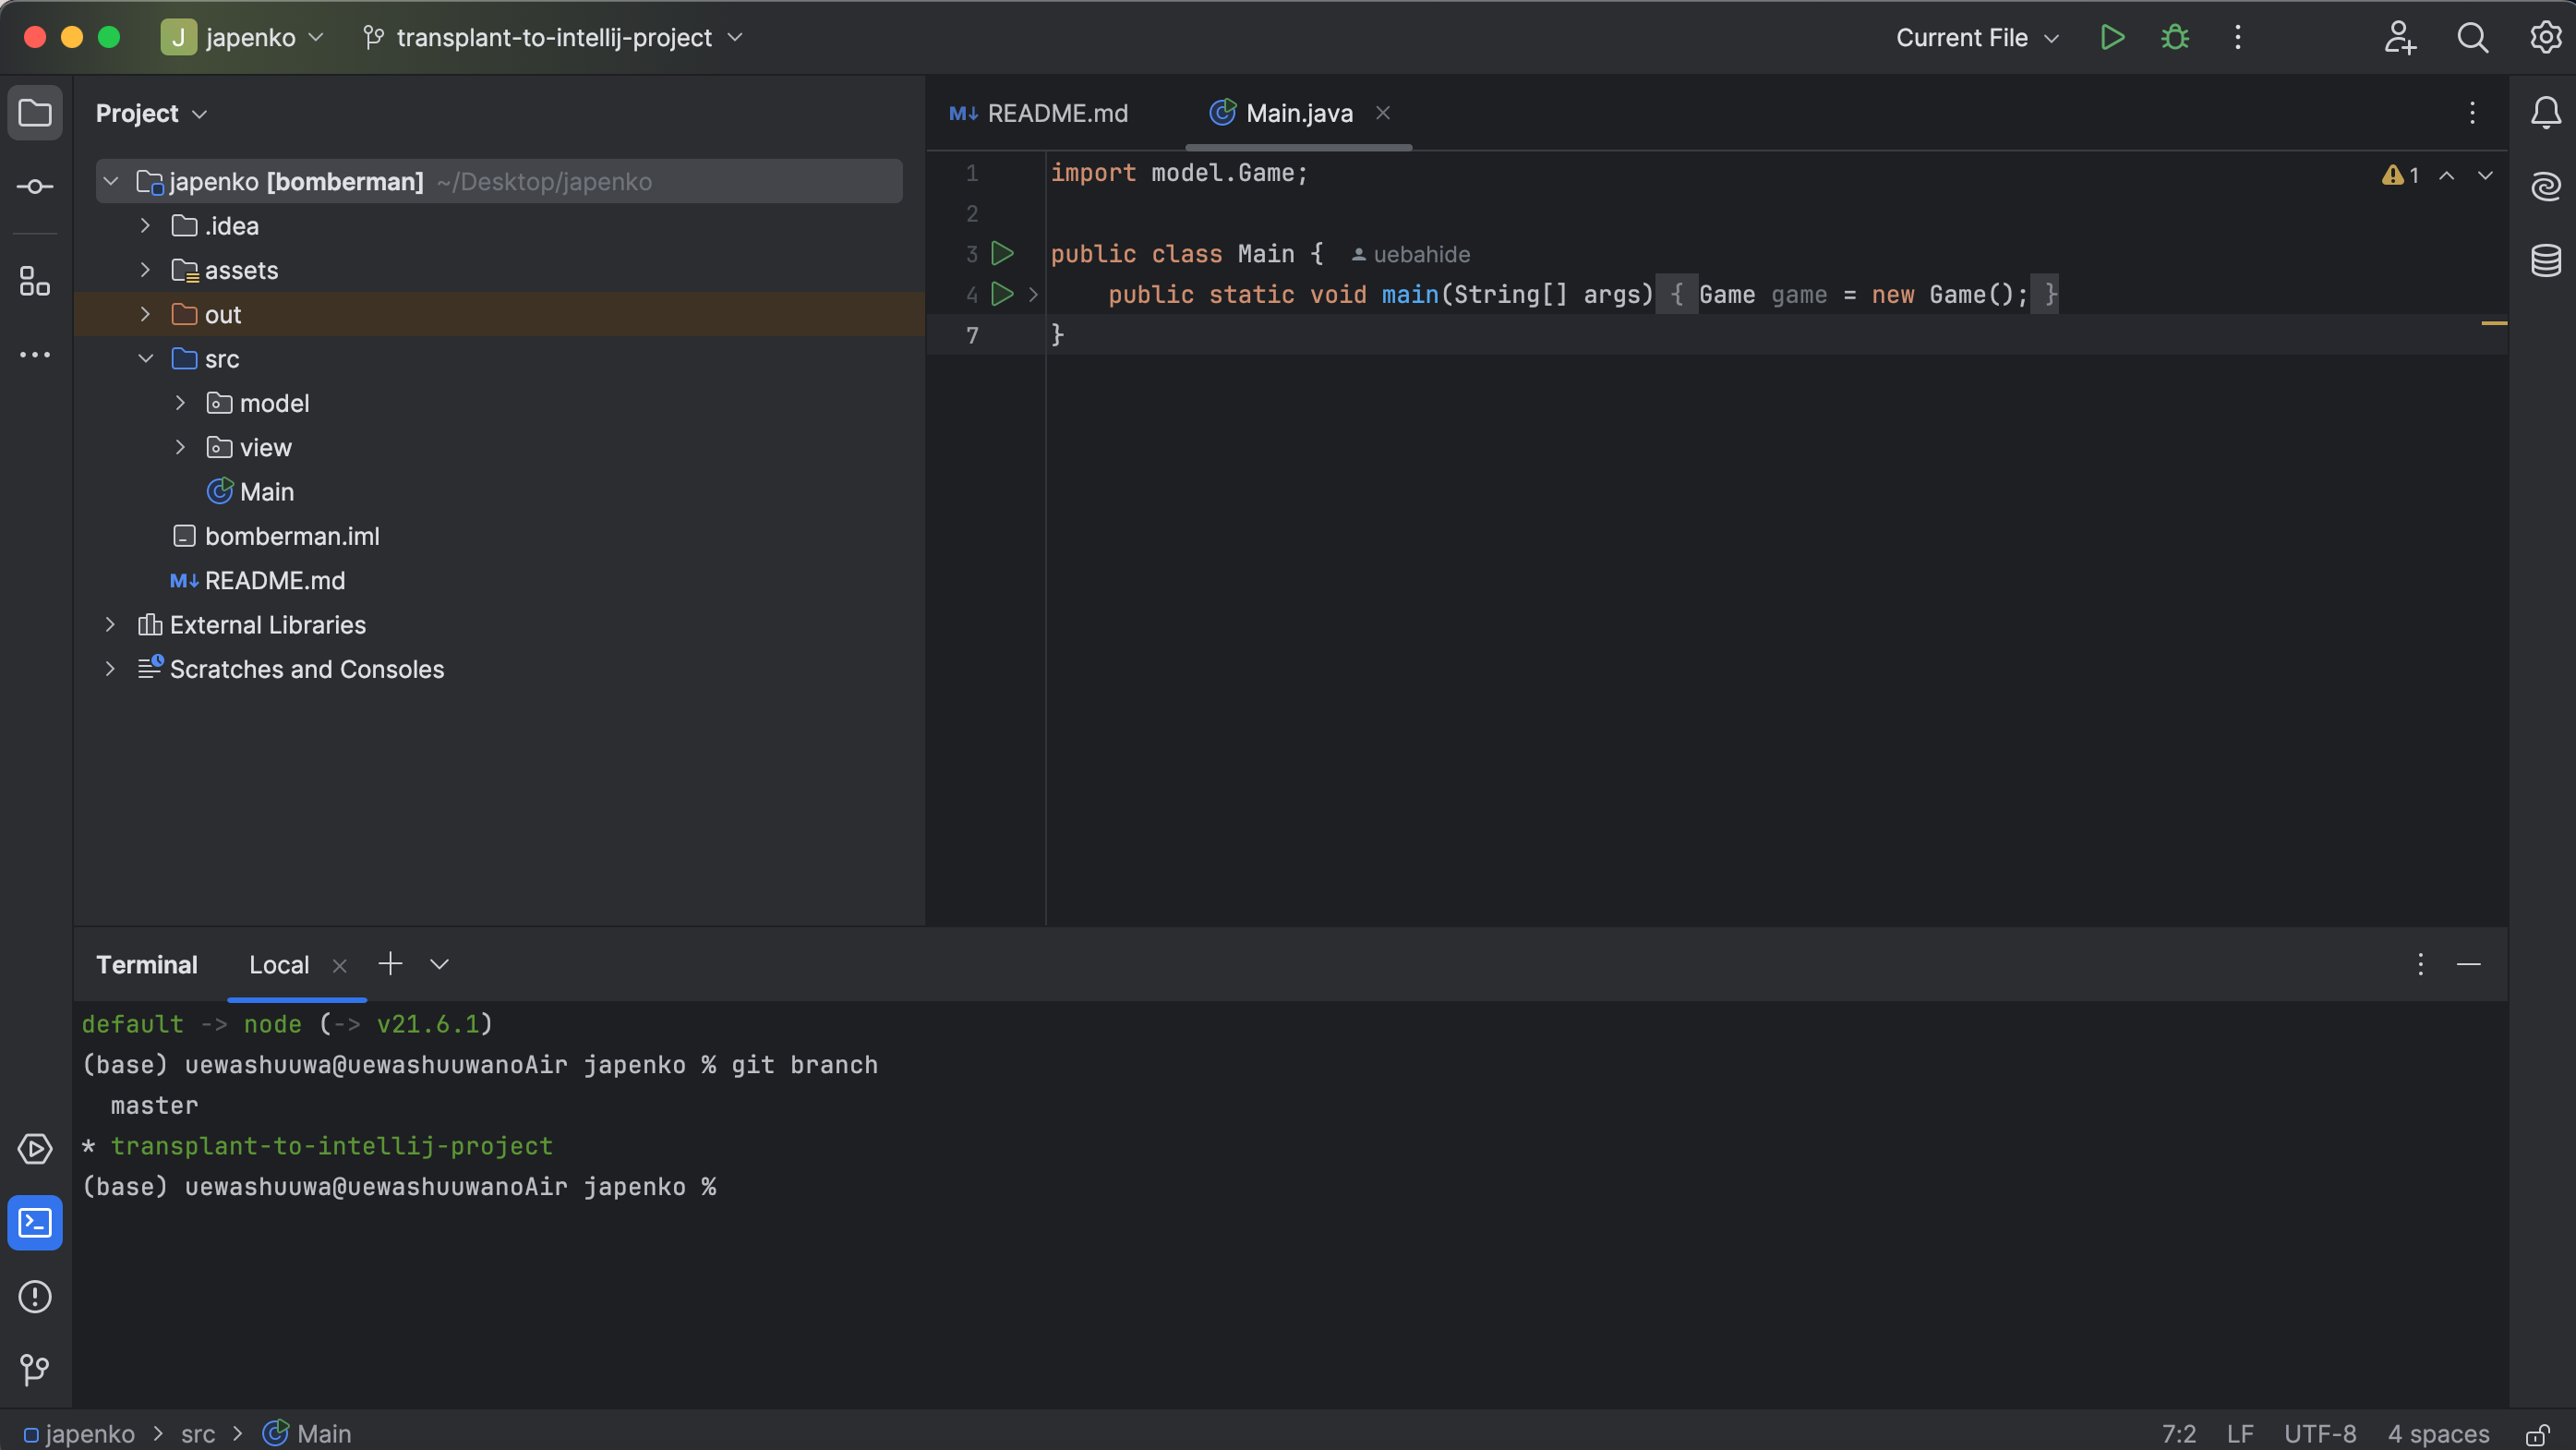 J japenko transplant-to-intellij-project Current File
Project
japenko [bomberman] ~/Desktop/japenko
.idea
assets
out
src
model
view
Main
bomberman.iml
M↓ README.md
External Libraries
Scratches and Consoles
M↓ README.md Main.java
1 import model.Game;
1
2
3 public class Main { uebahide
4 public static void main(String[] args) { Game game = new Game(); }
7 }
Terminal Local
default -> node (-> v21.6.1)
(base) uewashuuwa@uewashuuwanoAir japenko % git branch
master
* transplant-to-intellij-project
(base) uewashuuwa@uewashuuwanoAir japenko %
japenko > src > Main 7:2 LF UTF-8 4 spaces